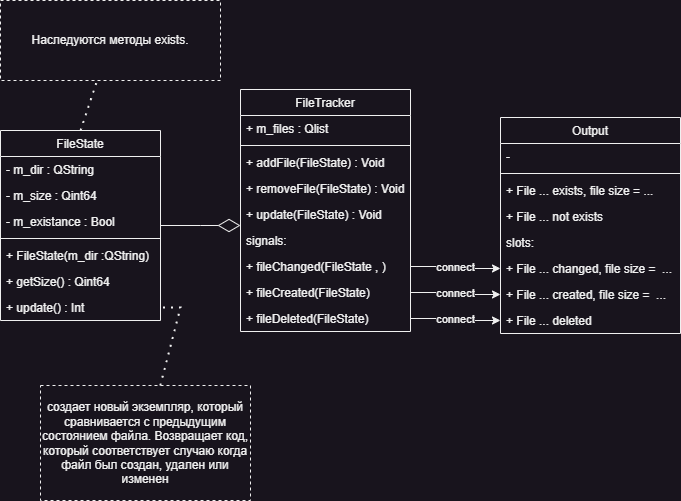 Наследуются методы exists.
FileState
- m_dir : QString
- m_size : Qint64
- m_existance : Bool
+ FileState(m_dir :QString)
+ getSize() : Qint64
+ update() : Int
FileTracker
+ m_files : Qlist
+ addFile(FileState) : Void
+ removeFile(FileState) : Void
+ update(FileState) : Void
signals:
+ fileChanged(FileState , )
+ fileCreated(FileState)
+ fileDeleted(FileState)
connect
connect
connect
Output
-
+ File ... exists, file size = ...
+ File ... not exists
slots:
+ File ... changed, file size = ...
+ File ... created, file size = ...
+ File ... deleted
создает новый экземпляр, который
сравнивается с предыдущим
состоянием файла. Возвращает код,
который соответствует случаю когда
файл был создан, удален или
изменен